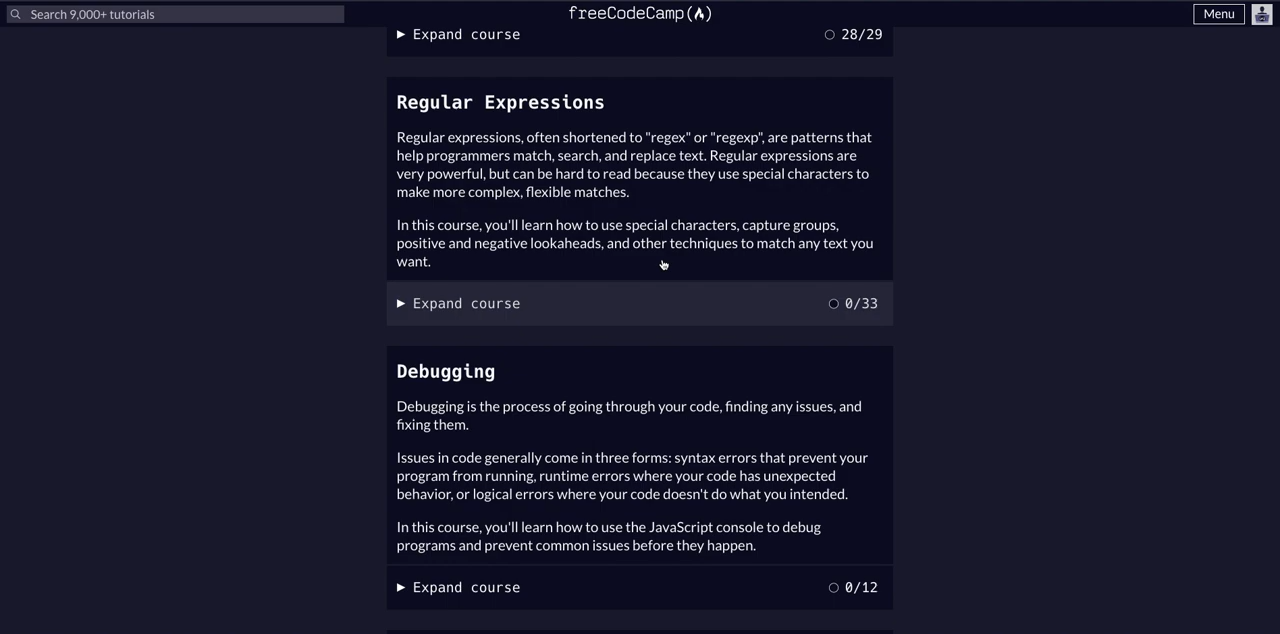 Search 9,000+ tutorials
freeCodeCamp
Menu
Expand course
28/29
Regular Expressions
Regular expressions, often shortened to "regex" or "regexp", are patterns that
help programmers match, search, and replace text. Regular expressions are
very powerful, but can be hard to read because they use special characters to
make more complex, flexible matches.
In this course, you'll learn how to use special characters, capture groups,
positive and negative lookaheads, and other techniques to match any text you
want.
Expand course
0/33
Debugging
Debugging is the process of going through your code, finding any issues, and
fixing them.
Issues in code generally come in three forms: syntax errors that prevent your
program from running, runtime errors where your code has unexpected
behavior, or logical errors where your code doesn't do what you intended.
In this course, you'll learn how to use the JavaScript console to debug
programs and prevent common issues before they happen.
Expand course
0/12